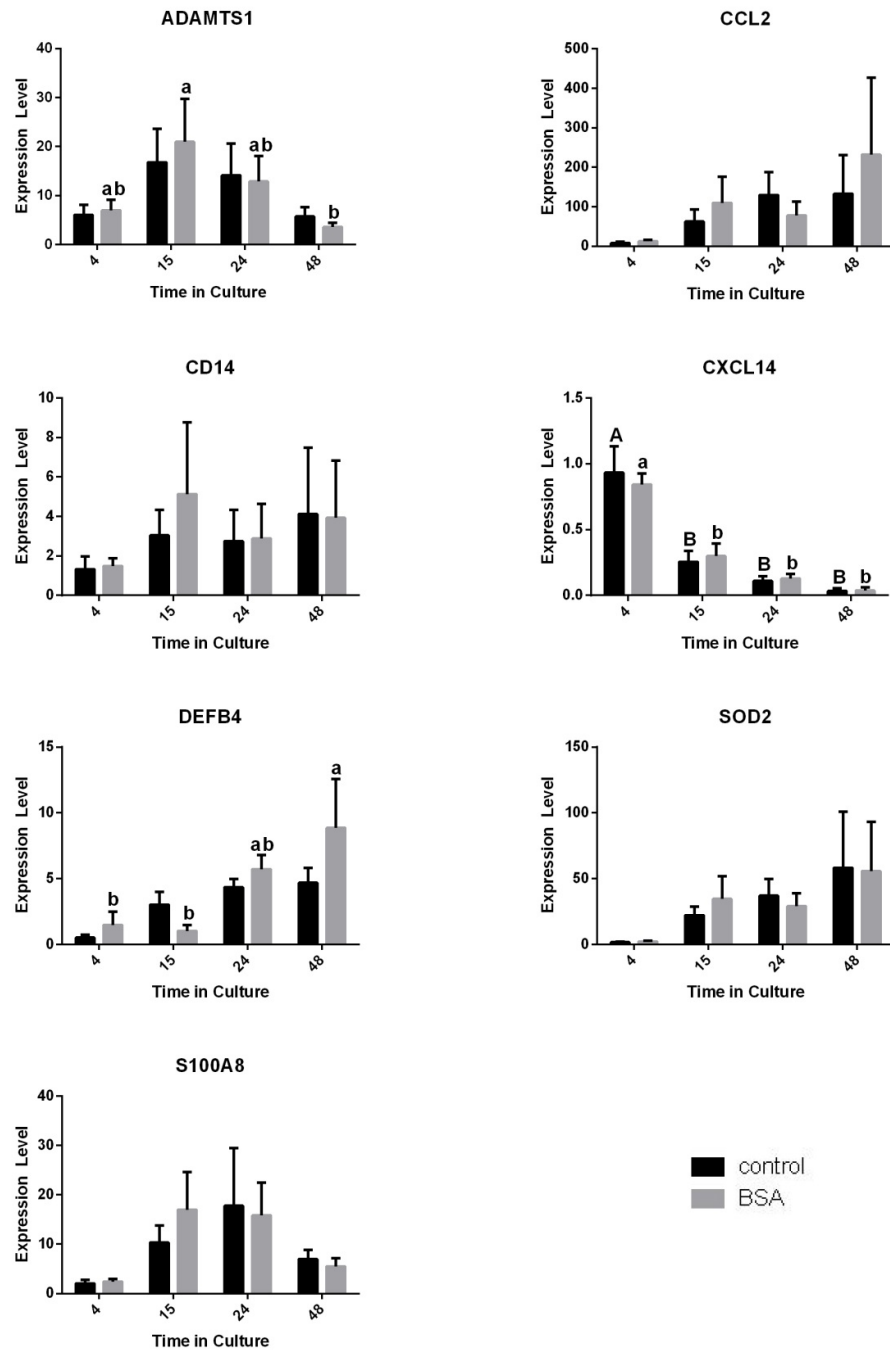 ADAMTS1
40
30
20
10
0
Expression Level
ab
a
ab
b
4
15
24
48
Time in Culture
CCL2
500
400
300
200
100
0
Expression Level
4
15
24
48
Time in Culture
CD14
10
8
6
4
2
0
Expression Level
4
15
24
48
Time in Culture
CXCL14
1.5
1.0
0.5
0.0
Expression Level
A
a
B
b
B
b
B
b
4
15
24
48
Time in Culture
DEFB4
15
10
5
0
Expression Level
b
b
ab
a
4
15
24
48
Time in Culture
SOD2
150
100
50
0
Expression Level
4
15
24
48
Time in Culture
S100A8
40
30
20
10
0
Expression Level
4
15
24
48
Time in Culture
control
BSA